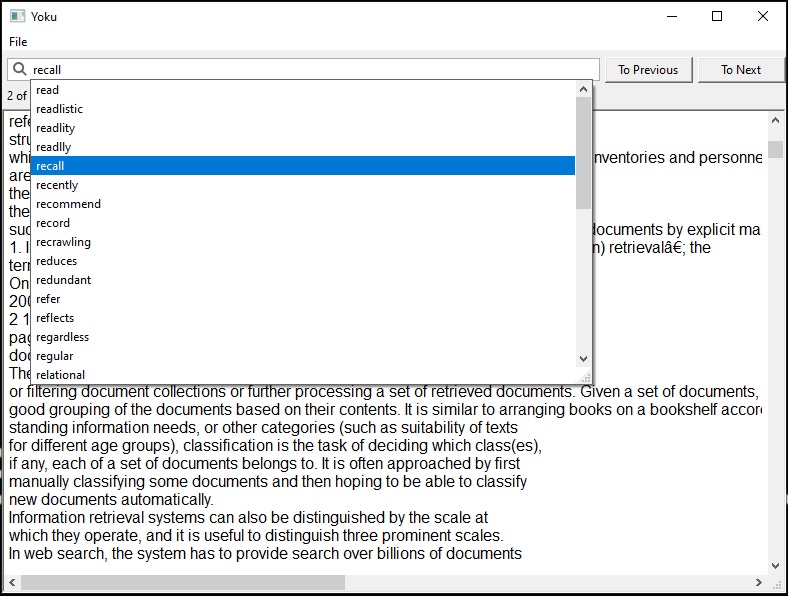 Yoku
File
recall
To Previous
To Next
2 of
read
readlistic
readlity
readlly
recall
recently
recommend
record
recrawling
reduces
redundant
refer
reflects
regardless
regular
relational
inventories and personne
are
the
the
documents by explicit ma
1. I
n) retrievalâ€¦; the
On
200
2 1
The
or filtering document collections or further processing a set of retrieved documents. Given a set of documents,
good grouping of the documents based on their contents. It is similar to arranging books on a bookshelf accor
standing information needs, or other categories (such as suitability of texts
for different age groups), classification is the task of deciding which class(es),
if any, each of a set of documents belongs to. It is often approached by first
manually classifying some documents and then hoping to be able to classify
new documents automatically.
Information retrieval systems can also be distinguished by the scale at
which they operate, and it is useful to distinguish three prominent scales.
In web search, the system has to provide search over billions of documents